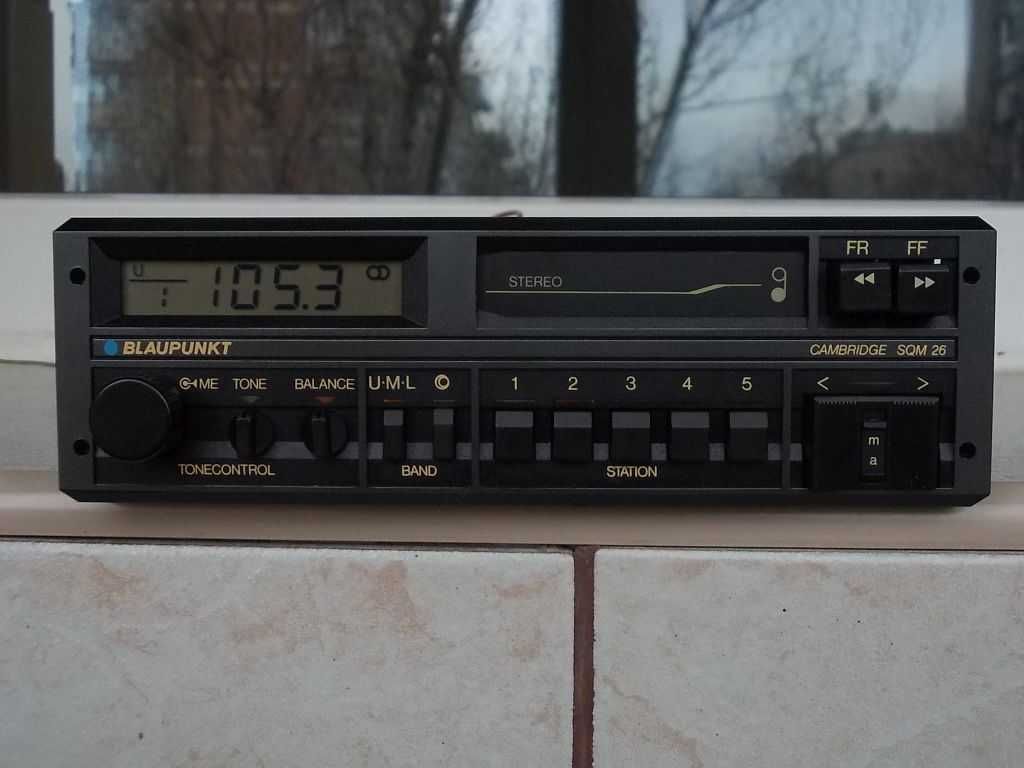 U
1
105.3
STEREO
FR FF
BLAUPUNKT
CAMBRIDGE SQM 26
ME TONE BALANCE
U·M·L
1 2 3 4 5
< >
m
a
TONECONTROL
BAND
STATION